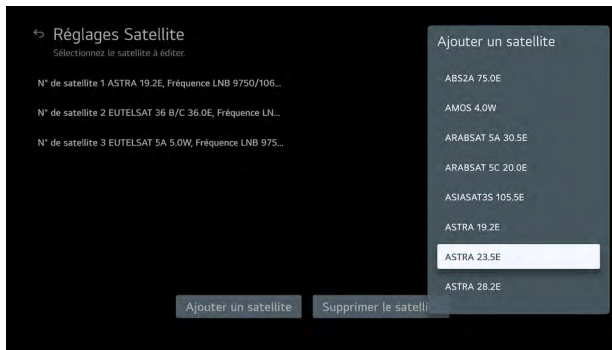 Réglages Satellite
Sélectionnez le satellite à éditer.
N° de satellite 1 ASTRA 19.2E, Fréquence LNB 9750/106...
N° de satellite 2 EUTELSAT 36 B/C 36.0E, Fréquence LN...
N° de satellite 3 EUTELSAT 5A 5.0W, Fréquence LNB 975...
Ajouter un satellite
Supprimer le satelli
Ajouter un satellite
ABS2A 75.0E
AMOS 4.0W
ARABSAT 5A 30.5E
ARABSAT 5C 20.0E
ASIASAT3S 105.5E
ASTRA 19.2E
ASTRA 23.5E
ASTRA 28.2E